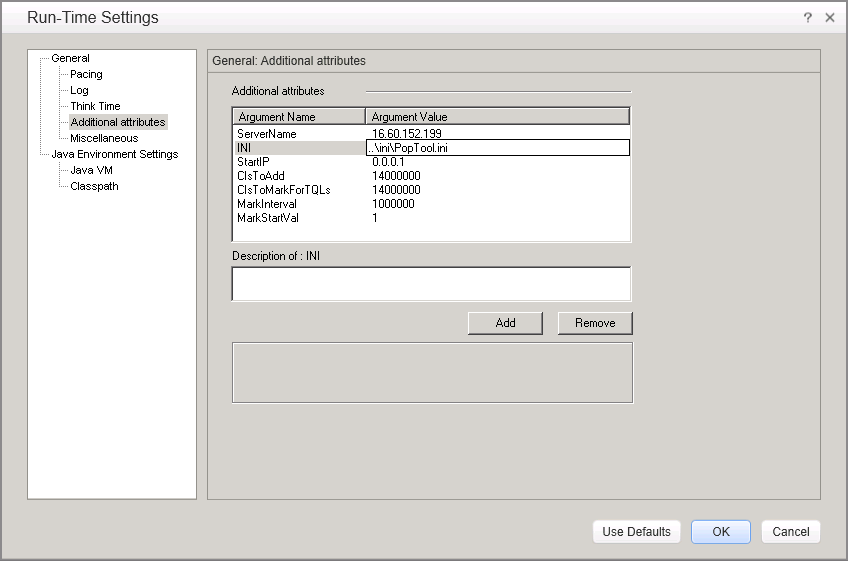 Run-Time Settings
? ×
General
Pacing
Log
Think Time
Additional attributes
Miscellaneous
Java Environment Settings
Java VM
Classpath
General: Additional attributes
Additional attributes
Argument Name Argument Value
ServerName 16.60.152.199
INI ..\ini\PopTool.ini
StartIP 0.0.0.1
CIsToAdd 14000000
CIsToMarkForTQLs 14000000
MarkInterval 1000000
MarkStartVal 1
Description of : INI
Add Remove
Use Defaults OK Cancel